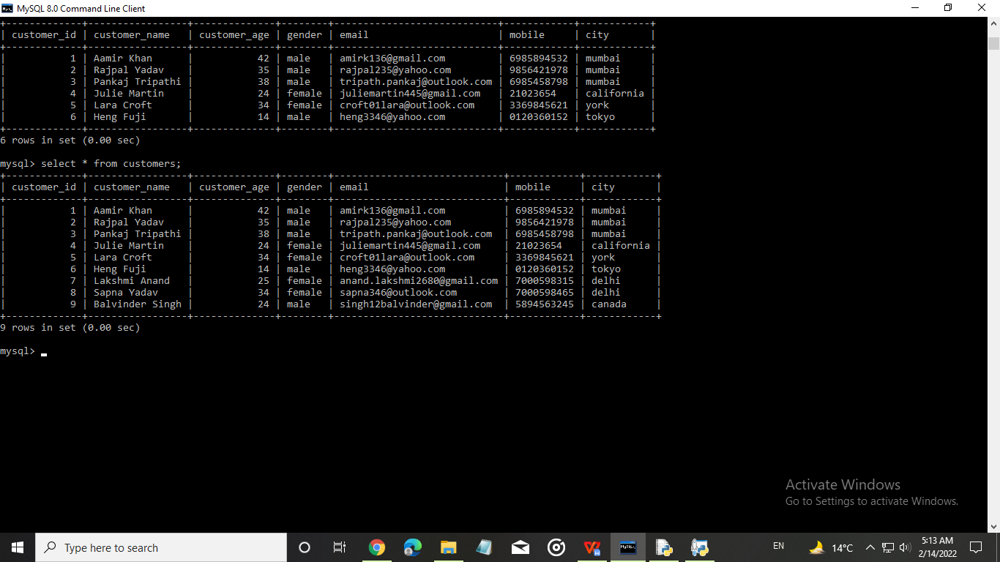 MySQL 8.0 Command Line Client
+-------------+-----------------+--------------+--------+----------------------------+------------+------------+
| customer_id | customer_name   | customer_age | gender | email                      | mobile     | city       |
+-------------+-----------------+--------------+--------+----------------------------+------------+------------+
|           1 | Aamir Khan      |           42 | male   | amirk136@gmail.com         | 6985894532 | mumbai     |
|           2 | Rajpal Yadav    |           35 | male   | rajpal235@yahoo.com        | 9856421978 | mumbai     |
|           3 | Pankaj Tripathi |           38 | male   | tripath.pankaj@outlook.com | 6985458798 | mumbai     |
|           4 | Julie Martin    |           24 | female | juliemartin445@gmail.com   | 21023654   | california |
|           5 | Lara Croft      |           34 | female | croft01lara@outlook.com    | 3369845621 | york       |
|           6 | Heng Fuji       |           14 | male   | heng3346@yahoo.com         | 0120360152 | tokyo      |
+-------------+-----------------+--------------+--------+----------------------------+------------+------------+
6 rows in set (0.00 sec)
mysql> select * from customers;
+-------------+-----------------+--------------+--------+-----------------------------+------------+------------+
| customer_id | customer_name   | customer_age | gender | email                       | mobile     | city       |
+-------------+-----------------+--------------+--------+-----------------------------+------------+------------+
|           1 | Aamir Khan      |           42 | male   | amirk136@gmail.com          | 6985894532 | mumbai     |
|           2 | Rajpal Yadav    |           35 | male   | rajpal235@yahoo.com         | 9856421978 | mumbai     |
|           3 | Pankaj Tripathi |           38 | male   | tripath.pankaj@outlook.com  | 6985458798 | mumbai     |
|           4 | Julie Martin    |           24 | female | juliemartin445@gmail.com    | 21023654   | california |
|           5 | Lara Croft      |           34 | female | croft01lara@outlook.com     | 3369845621 | york       |
|           6 | Heng Fuji       |           14 | male   | heng3346@yahoo.com          | 0120360152 | tokyo      |
|           7 | Lakshmi Anand   |           25 | female | anand.lakshmi2680@gmail.com | 7000598315 | delhi      |
|           8 | Sapna Yadav     |           34 | female | sapna346@outlook.com        | 7000598465 | delhi      |
|           9 | Balvinder Singh |           24 | male   | singh12balvinder@gmail.com  | 5894563245 | canada     |
+-------------+-----------------+--------------+--------+-----------------------------+------------+------------+
9 rows in set (0.00 sec)
mysql>
Activate Windows
Go to Settings to activate Windows.
Type here to search
MySQL
EN
14°C
5:13 AM
2/14/2022